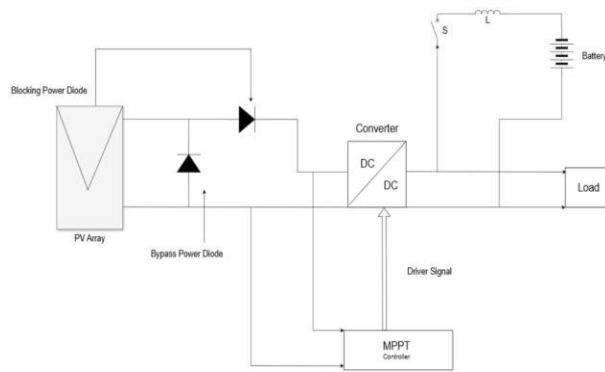 S
L
Battery
Blocking Power Diode
Converter
DC
DC
Load
PV Array
Bypass Power Diode
Driver Signal
MPPT
Controller